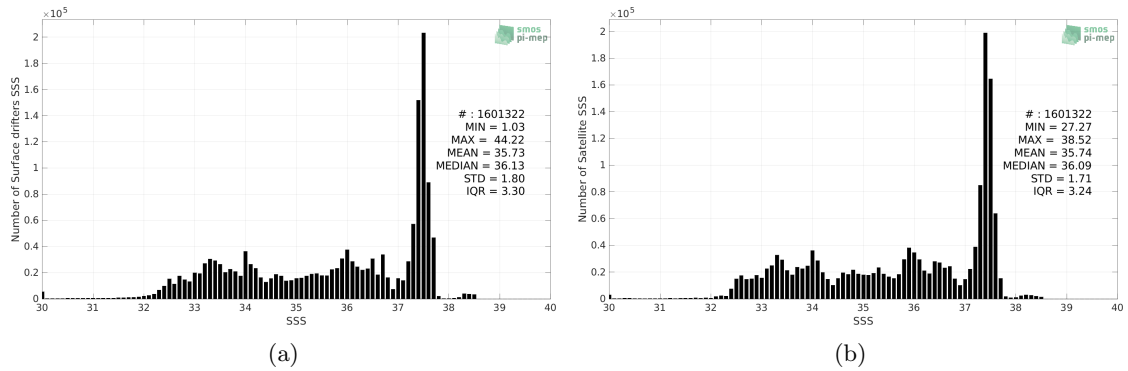 ×10^5
smos
pi-mep
2
1.8
1.6
1.4
1.2
1
0.8
0.6
0.4
0.2
0
Number of Surface drifters SSS
# : 1601322
MIN = 1.03
MAX = 44.22
MEAN = 35.73
MEDIAN = 36.13
STD = 1.80
IQR = 3.30
30 31 32 33 34 35 36 37 38 39 40
SSS
(a)
×10^5
smos
pi-mep
2
1.8
1.6
1.4
1.2
1
0.8
0.6
0.4
0.2
0
Number of Satellite SSS
# : 1601322
MIN = 27.27
MAX = 38.52
MEAN = 35.74
MEDIAN = 36.09
STD = 1.71
IQR = 3.24
30 31 32 33 34 35 36 37 38 39 40
SSS
(b)